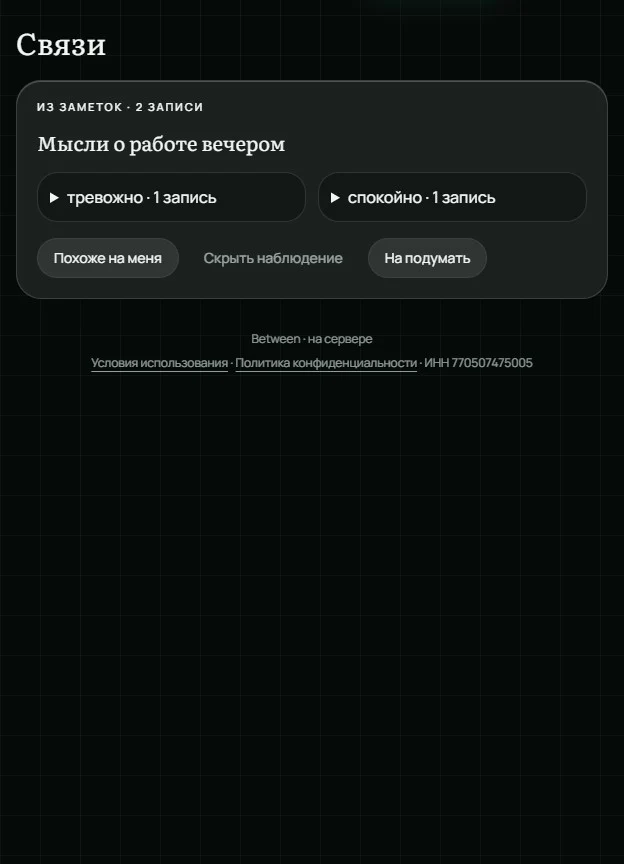 Связи
ИЗ ЗАМЕТОК · 2 ЗАПИСИ
Мысли о работе вечером
тревожно · 1 запись
спокойно · 1 запись
Похоже на меня
Скрыть наблюдение
На подумать
Between · на сервере
Условия использования · Политика конфиденциальности · ИНН 770507475005